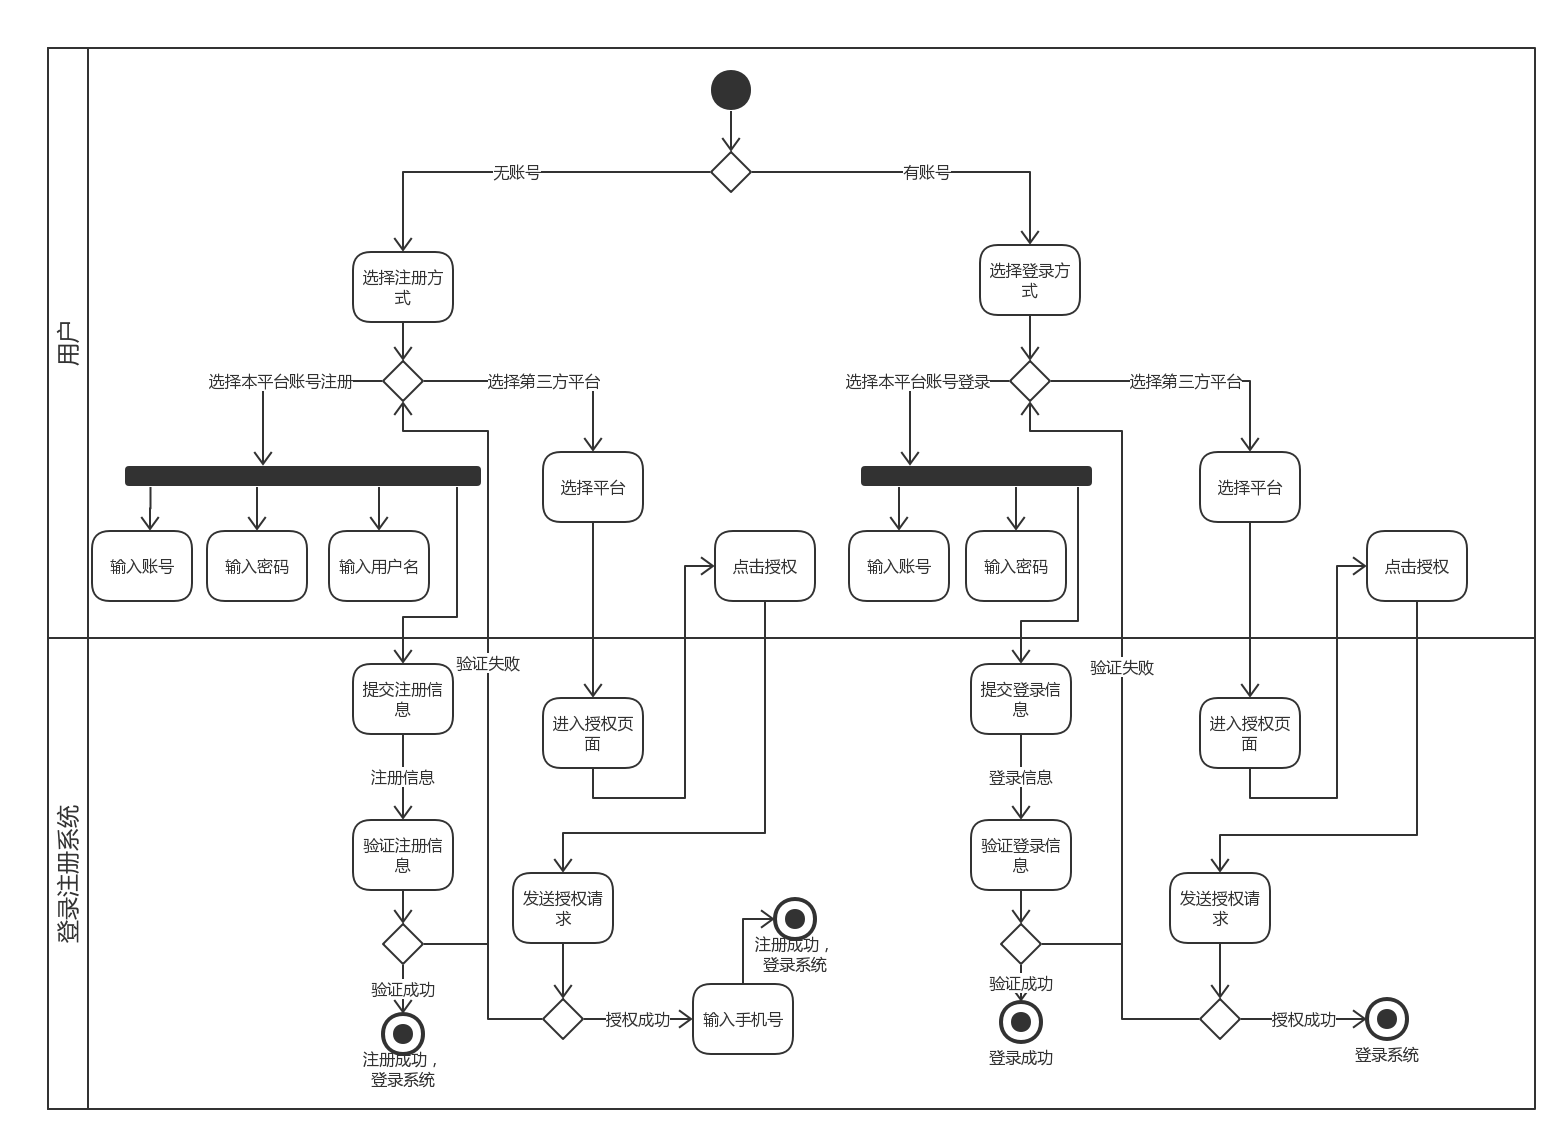 无账号
有账号
选择注册方
式
选择登录方
式
用户
选择本平台账号注册
选择第三方平台
选择本平台账号登录
选择第三方平台
选择平台
选择平台
输入账号
输入密码
输入用户名
点击授权
输入账号
输入密码
点击授权
验证失败
验证失败
提交注册信
息
提交登录信
息
进入授权页
面
进入授权页
面
注册信息
登录信息
登录注册系统
验证注册信
息
验证登录信
息
发送授权请
求
发送授权请
求
注册成功，
登录系统
验证成功
验证成功
授权成功
输入手机号
授权成功
注册成功，
登录系统
登录成功
登录系统